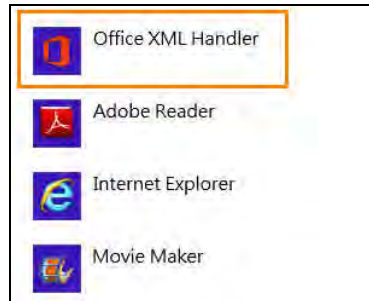 Office XML Handler
Adobe Reader
Internet Explorer
Movie Maker